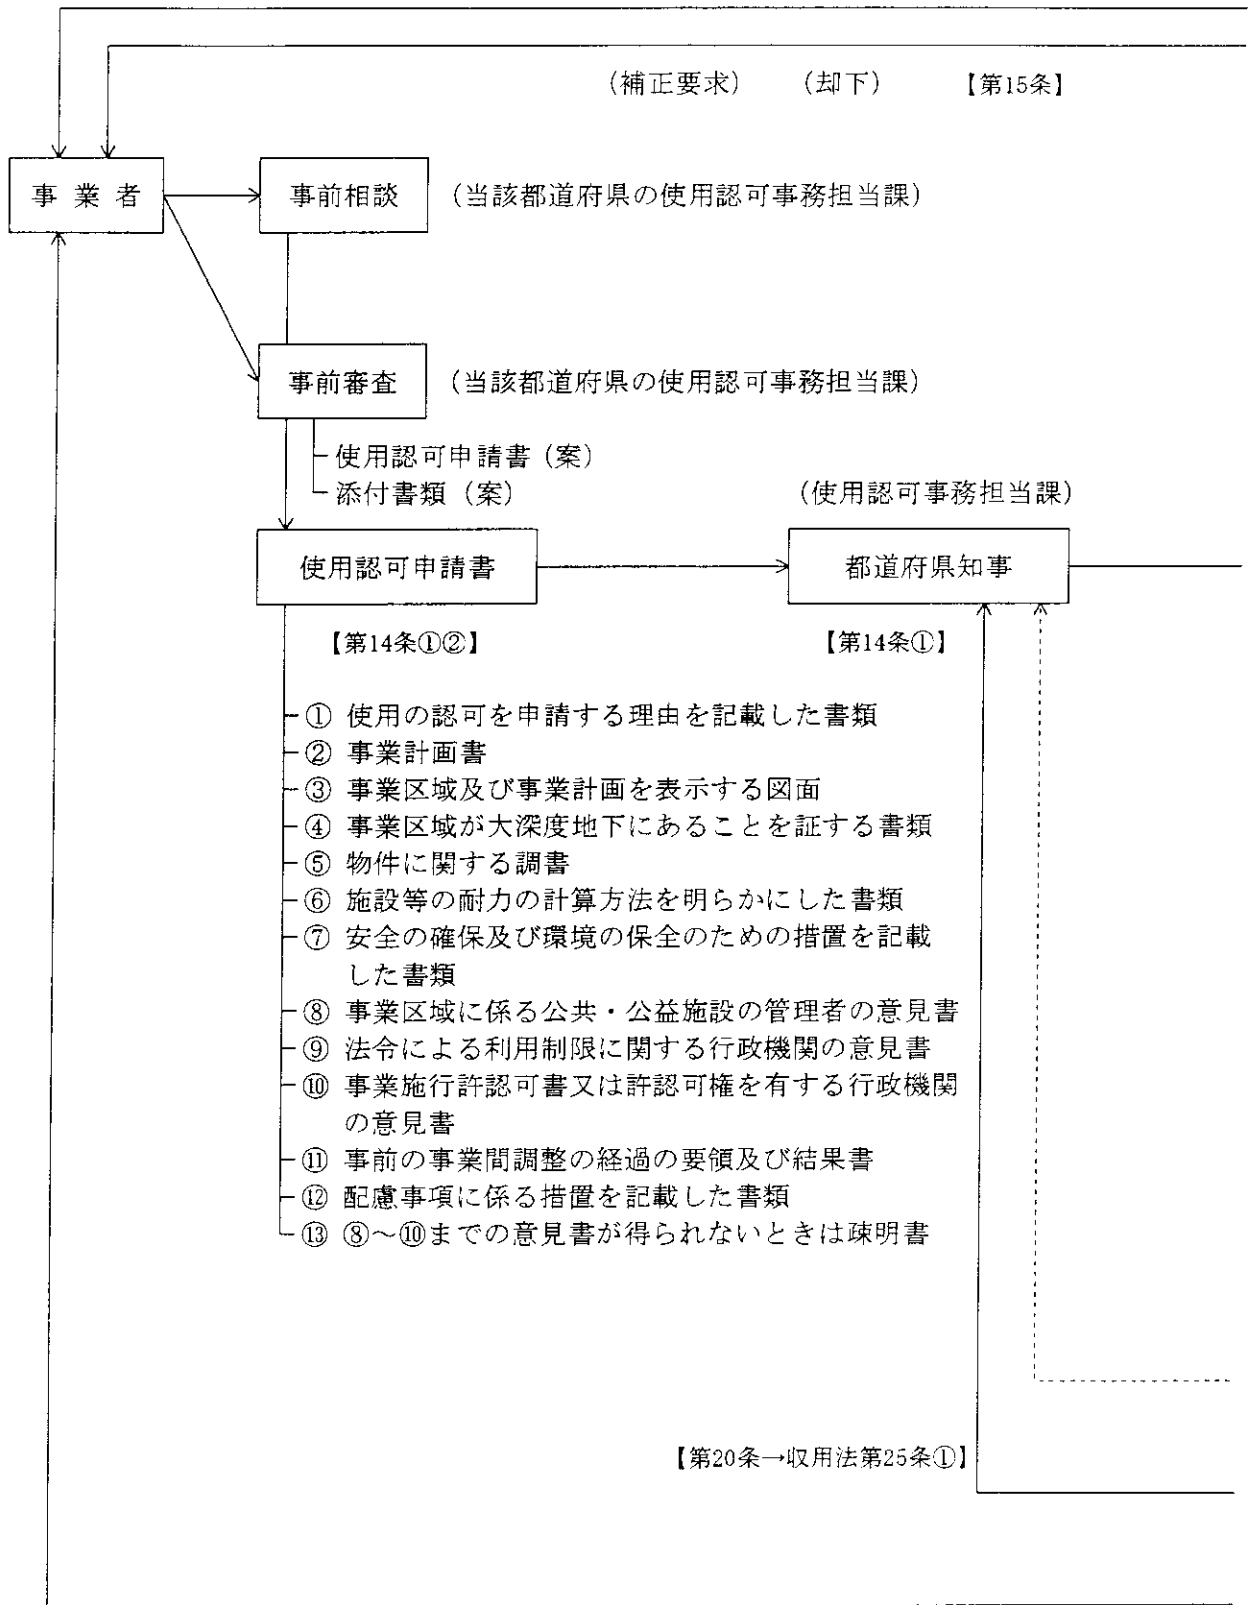 （補正要求）　（却下）　【第15条】
事業者
事前相談
（当該都道府県の使用認可事務担当課）
事前審査
（当該都道府県の使用認可事務担当課）
使用認可申請書（案）
添付書類（案）
（使用認可事務担当課）
使用認可申請書
都道府県知事
【第14条①②】
【第14条①】
① 使用の認可を申請する理由を記載した書類
② 事業計画書
③ 事業区域及び事業計画を表示する図面
④ 事業区域が大深度地下にあることを証する書類
⑤ 物件に関する調書
⑥ 施設等の耐力の計算方法を明らかにした書類
⑦ 安全の確保及び環境の保全のための措置を記載
した書類
⑧ 事業区域に係る公共・公益施設の管理者の意見書
⑨ 法令による利用制限に関する行政機関の意見書
⑩ 事業施行許認可書又は許認可権を有する行政機関
の意見書
⑪ 事前の事業間調整の経過の要領及び結果書
⑫ 配慮事項に係る措置を記載した書類
⑬ ⑧～⑩までの意見書が得られないときは疎明書
【第20条→収用法第25条①】